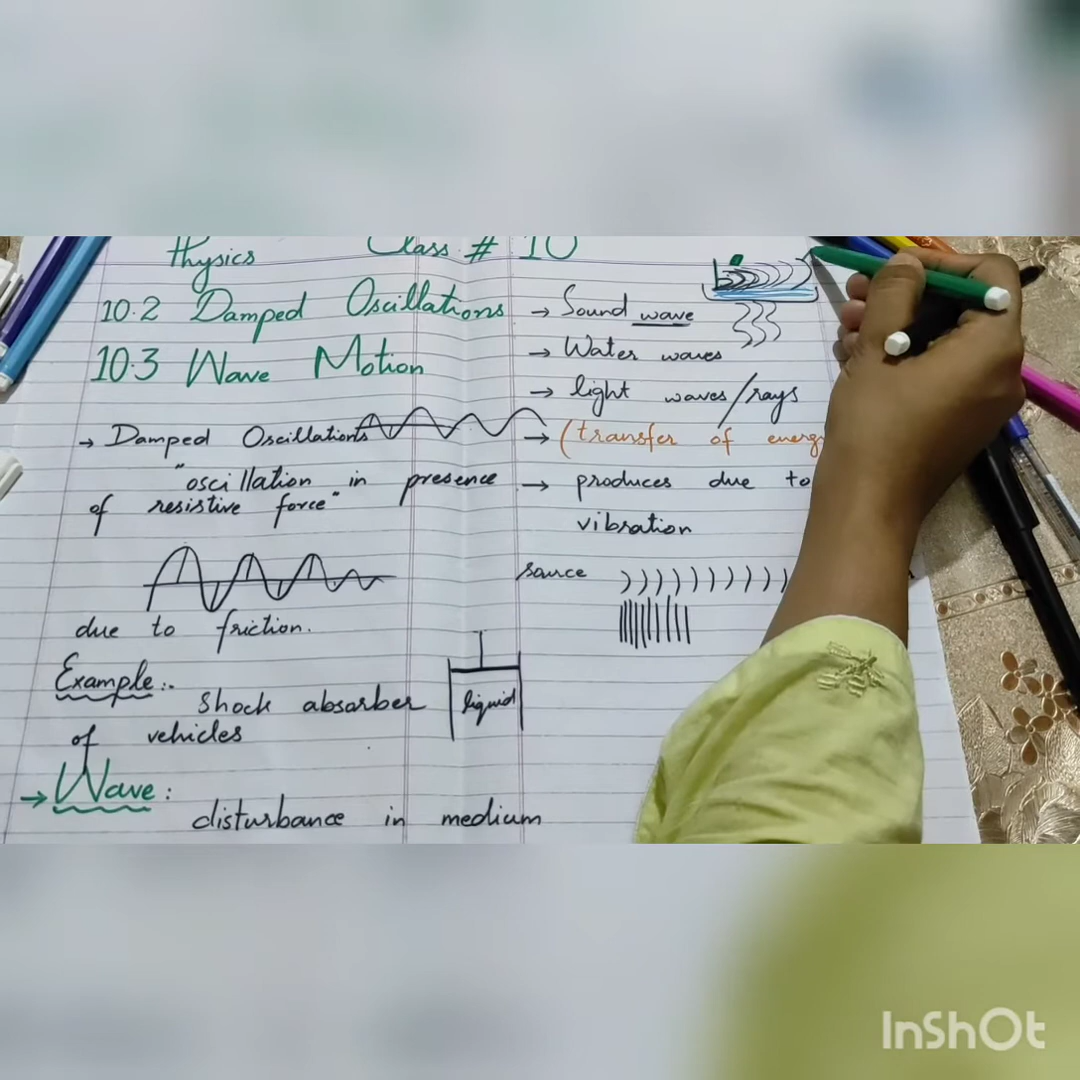 Physics Class # 10
10.2 Damped Oscillations
10.3 Wave Motion
→ Damped Oscillations
"oscillation in presence
of resistive force"
due to friction.
Example:-
Shock absorber
of vehicles
liquid
→ Wave:
disturbance in medium
→ Sound wave
→ Water waves
→ light waves/rays
→ (transfer of energy
→ produces due to
vibration
source
InShOt